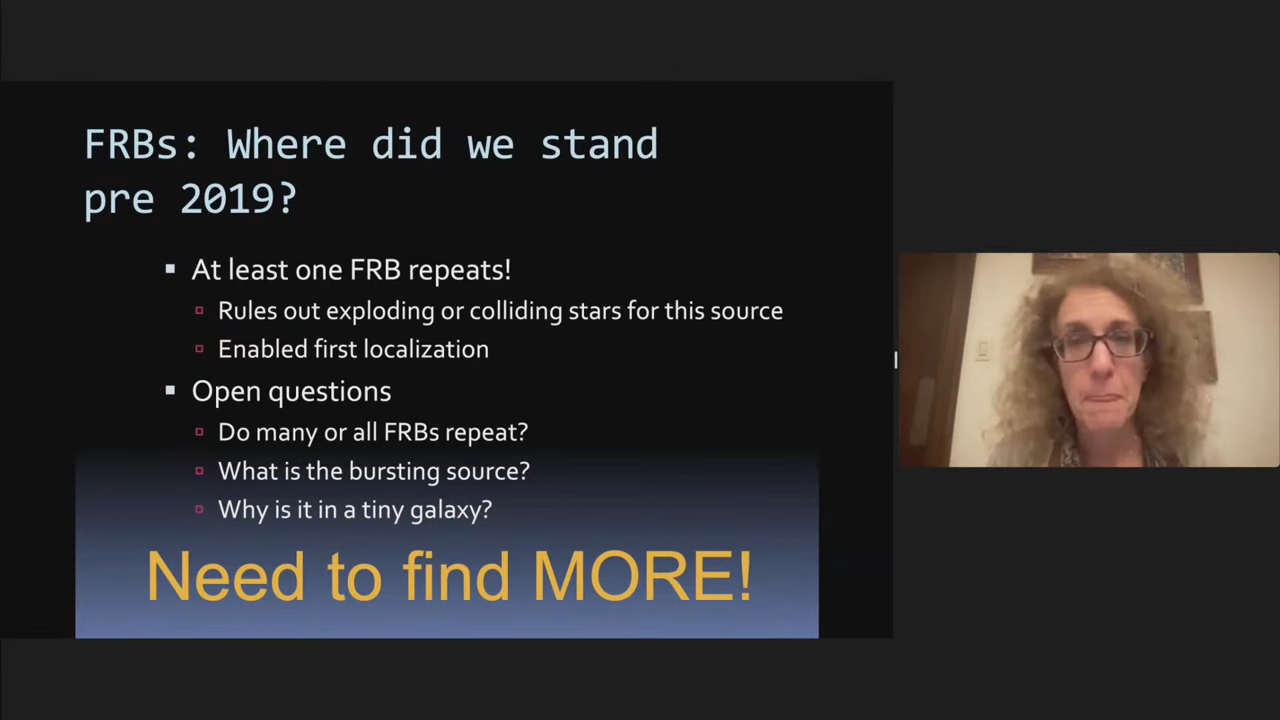 FRBs: Where did we stand
pre 2019?
▪ At least one FRB repeats!
▫ Rules out exploding or colliding stars for this source
▫ Enabled first localization
▪ Open questions
▫ Do many or all FRBs repeat?
▫ What is the bursting source?
▫ Why is it in a tiny galaxy?
Need to find MORE!